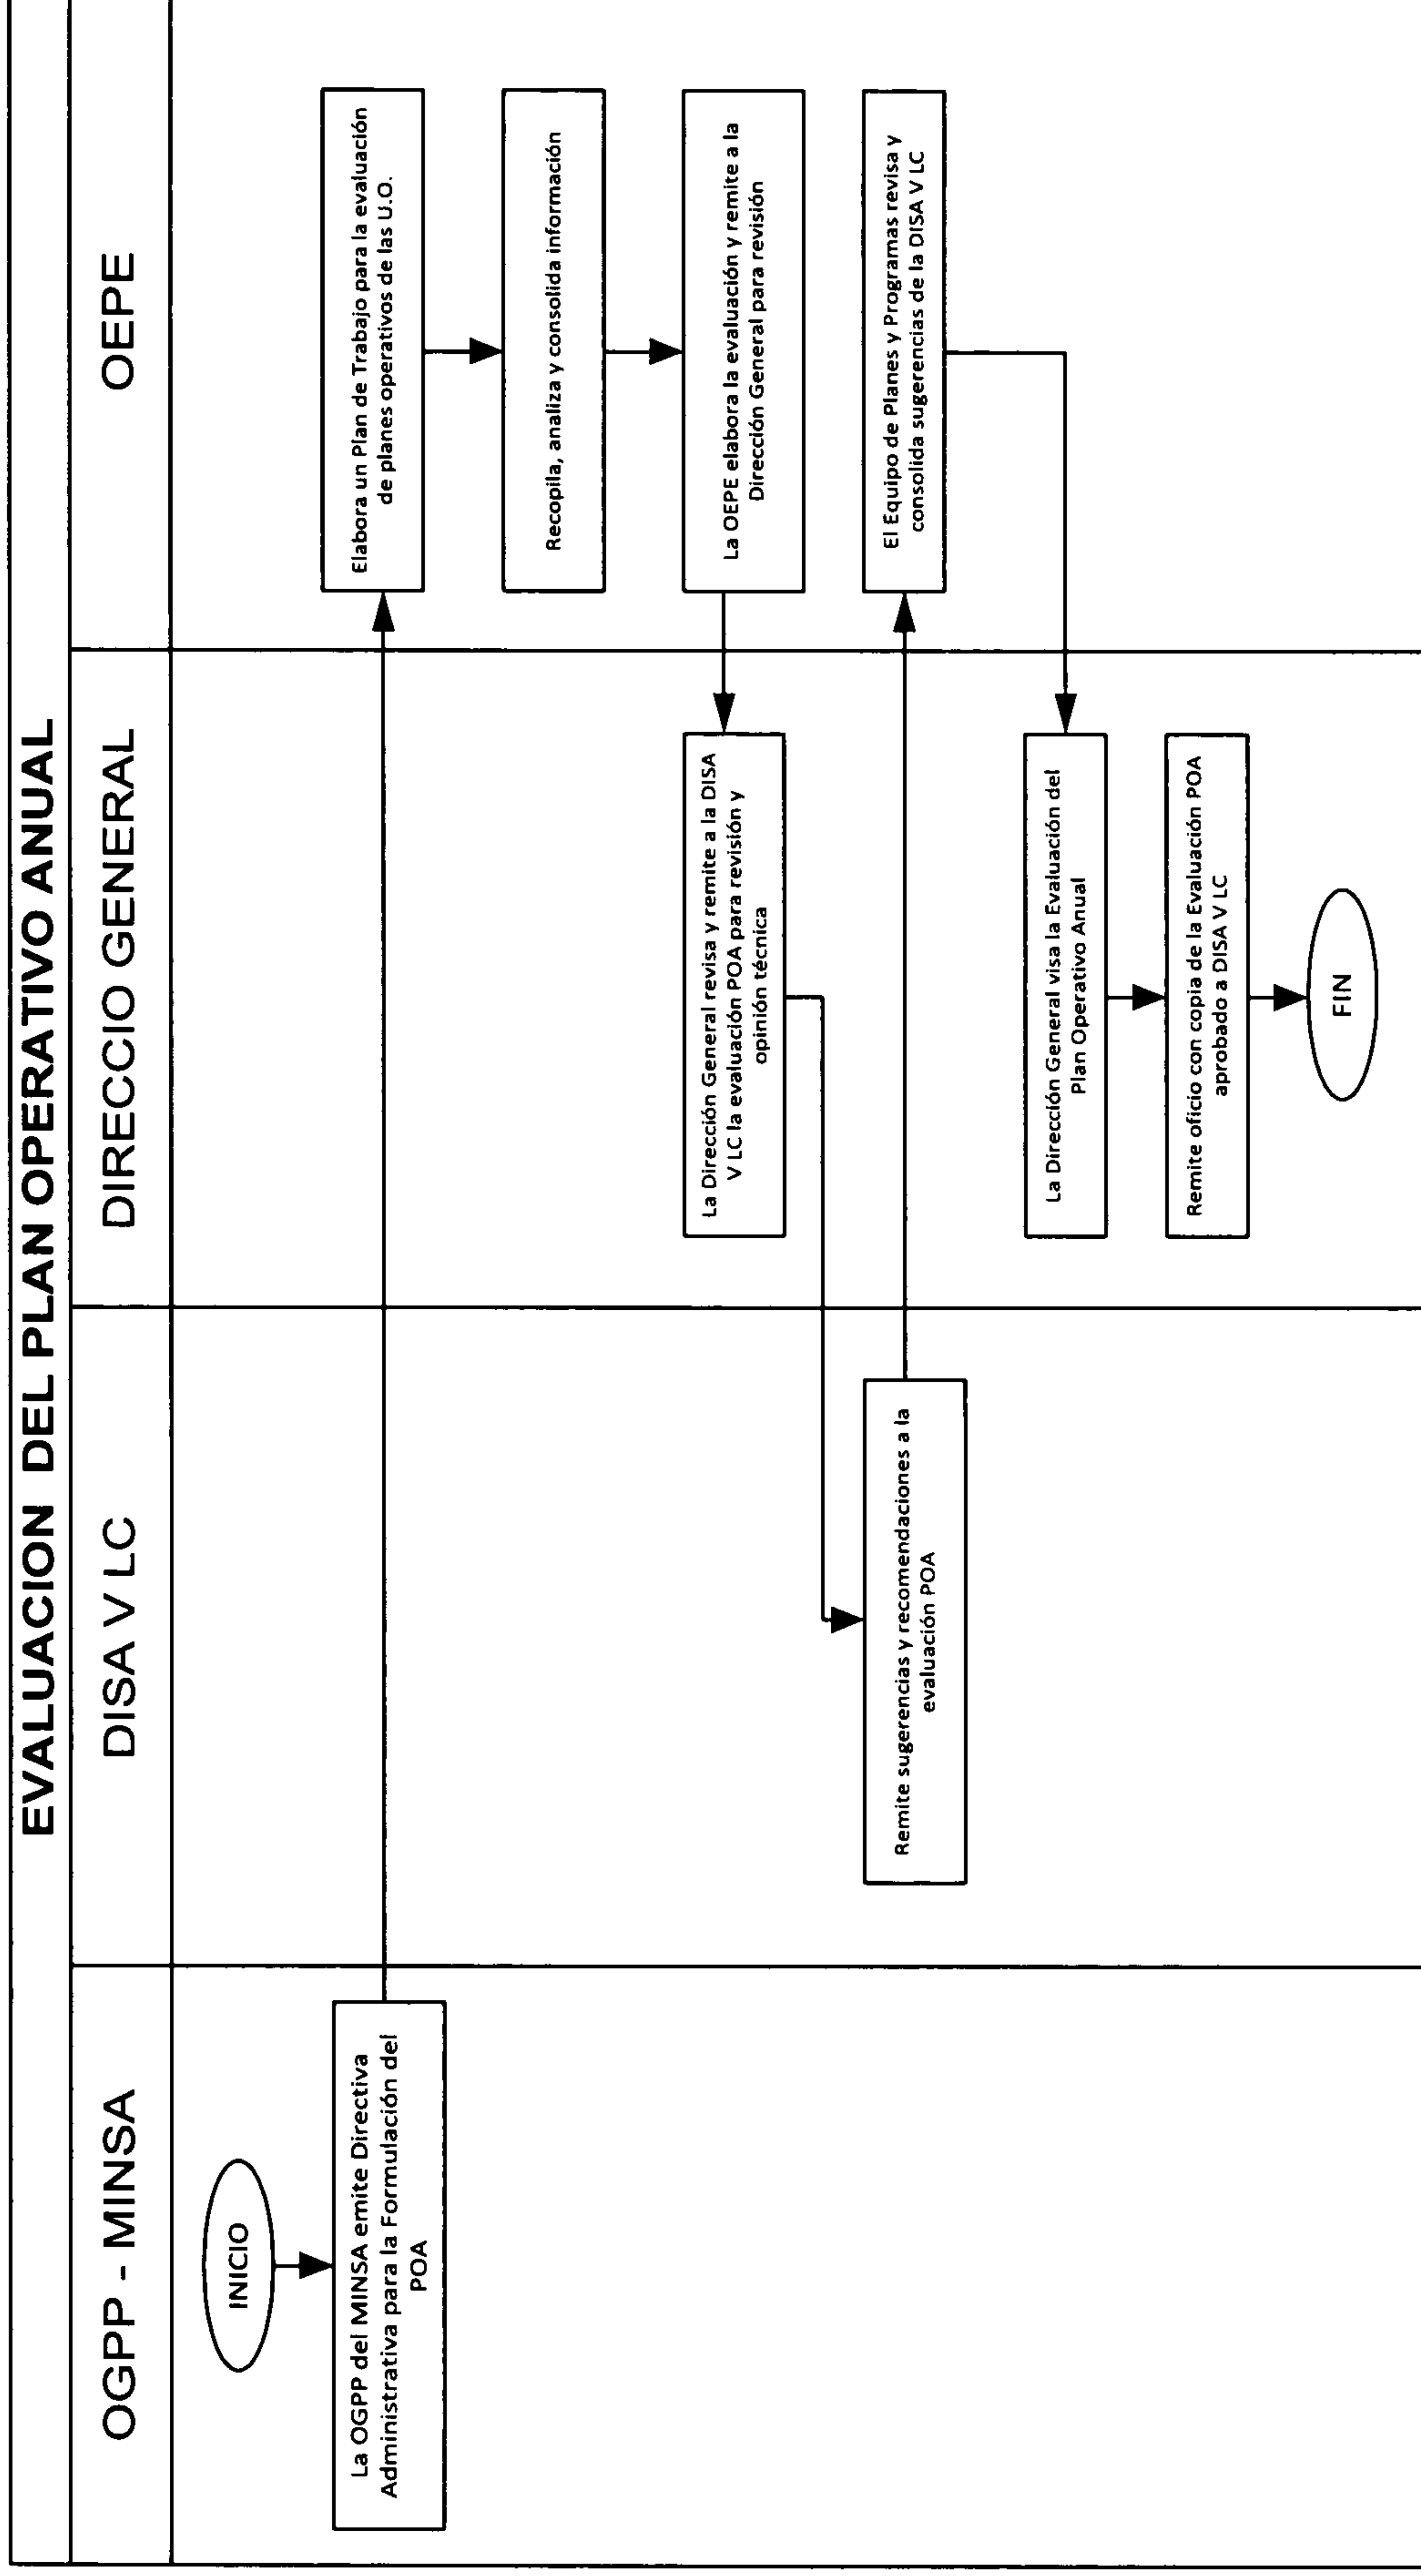 EVALUACION DEL PLAN OPERATIVO ANUAL
OGPP - MINSA
DISA V LC
DIRECCIO GENERAL
OEPE
INICIO
La OGPP del MINSA emite Directiva
Administrativa para la Formulación del
POA
Elabora un Plan de Trabajo para la evaluación
de planes operativos de las U.O.
Recopila, analiza y consolida información
La OEPE elabora la evaluación y remite a la
Dirección General para revisión
La Dirección General revisa y remite a la DISA
V LC la evaluación POA para revisión y
opinión técnica
Remite sugerencias y recomendaciones a la
evaluación POA
El Equipo de Planes y Programas revisa y
consolida sugerencias de la DISA V LC
La Dirección General visa la Evaluación del
Plan Operativo Anual
Remite oficio con copia de la Evaluación POA
aprobado a DISA V LC
FIN